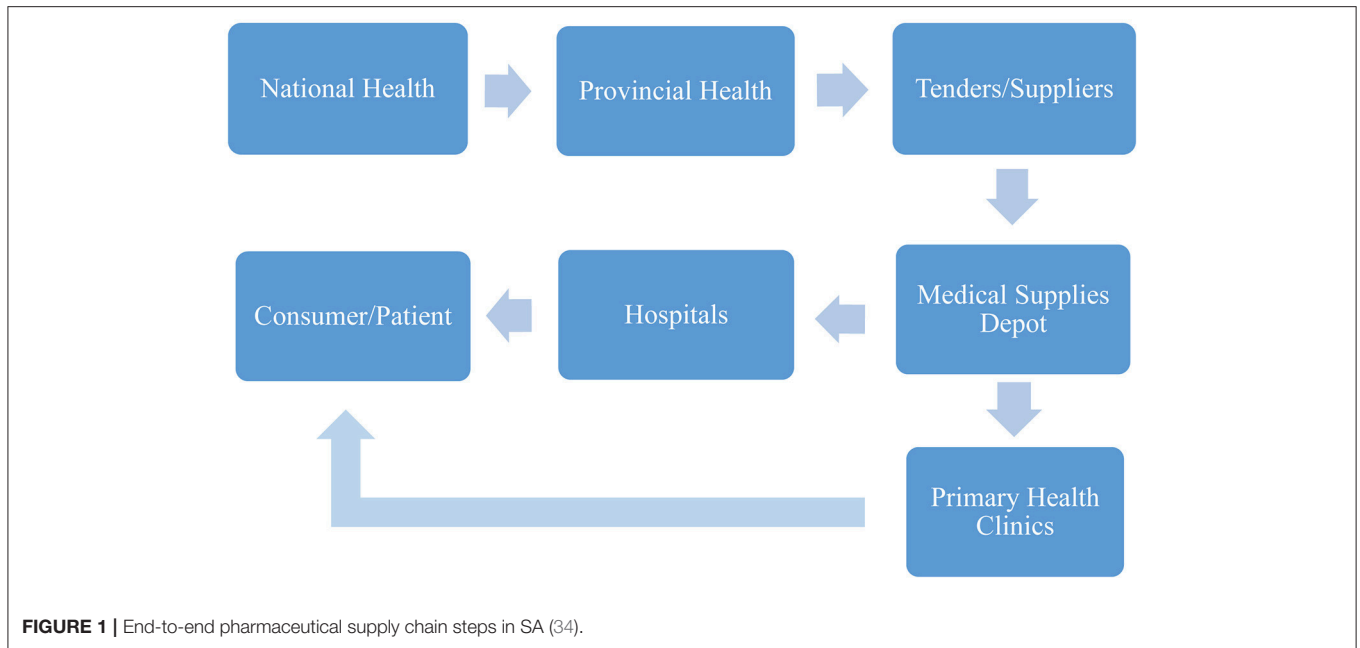 National Health
Provincial Health
Tenders/Suppliers
Consumer/Patient
Hospitals
Medical Supplies
Depot
Primary Health
Clinics
FIGURE 1 | End-to-end pharmaceutical supply chain steps in SA (34).